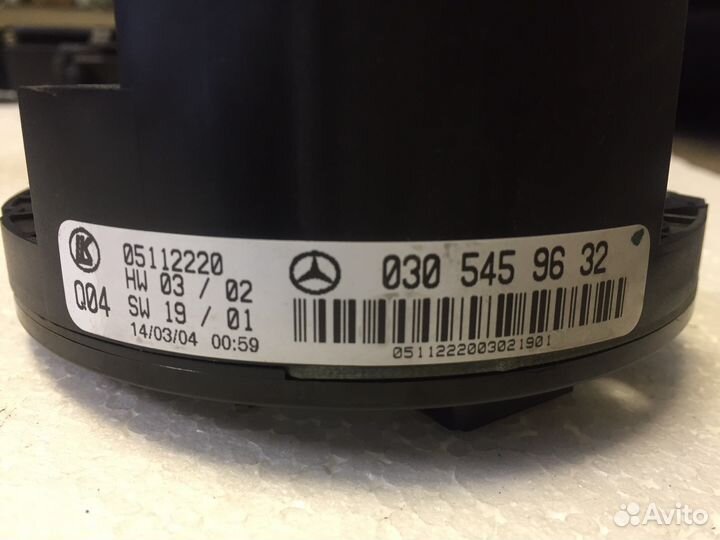 05112220
HW 03 / 02
Q04 SW 19 / 01
14/03/04 00:59
030 545 96 32
0511222003021901
Avito